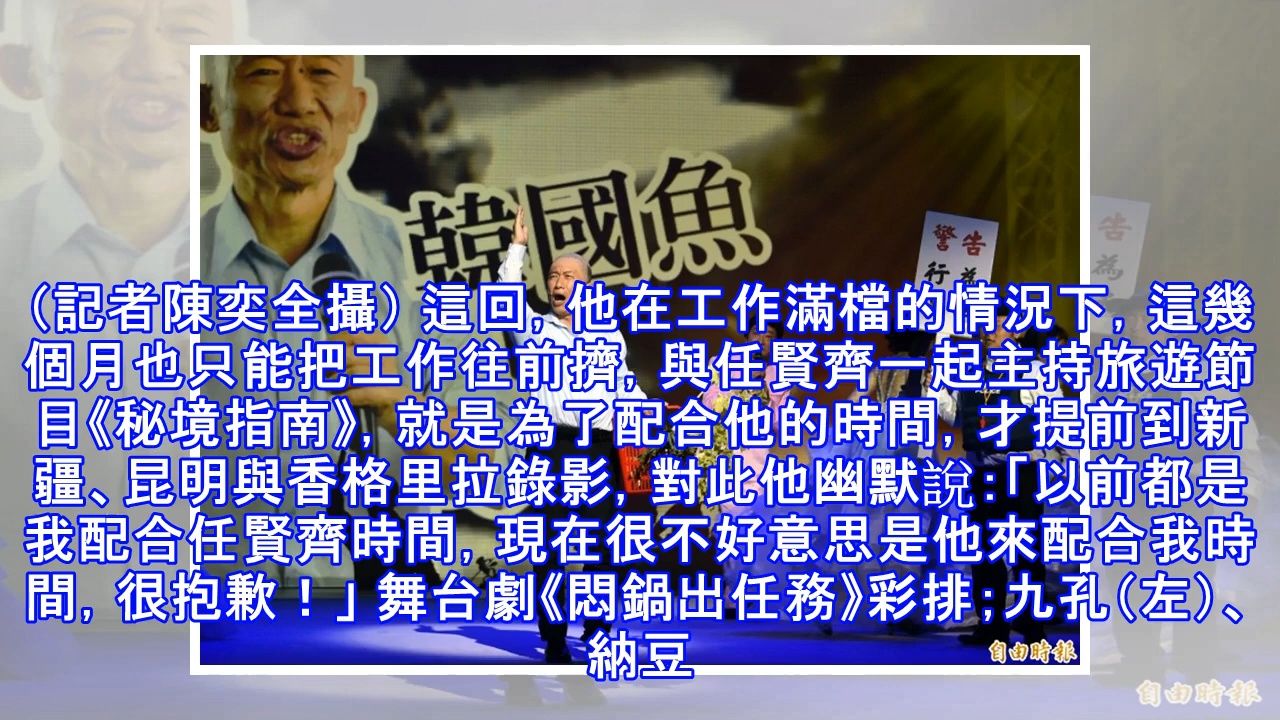 韓國魚
警告
行為
告
為
(記者陳奕全攝) 這回, 他在工作滿檔的情況下, 這幾
個月也只能把工作往前擠, 與任賢齊一起主持旅遊節
目《秘境指南》, 就是為了配合他的時間, 才提前到新
疆、昆明與香格里拉錄影, 對此他幽默說:「以前都是
我配合任賢齊時間, 現在很不好意思是他來配合我時
間, 很抱歉!」舞台劇《悶鍋出任務》彩排;九孔(左)、
納豆
自由時報
自由時報